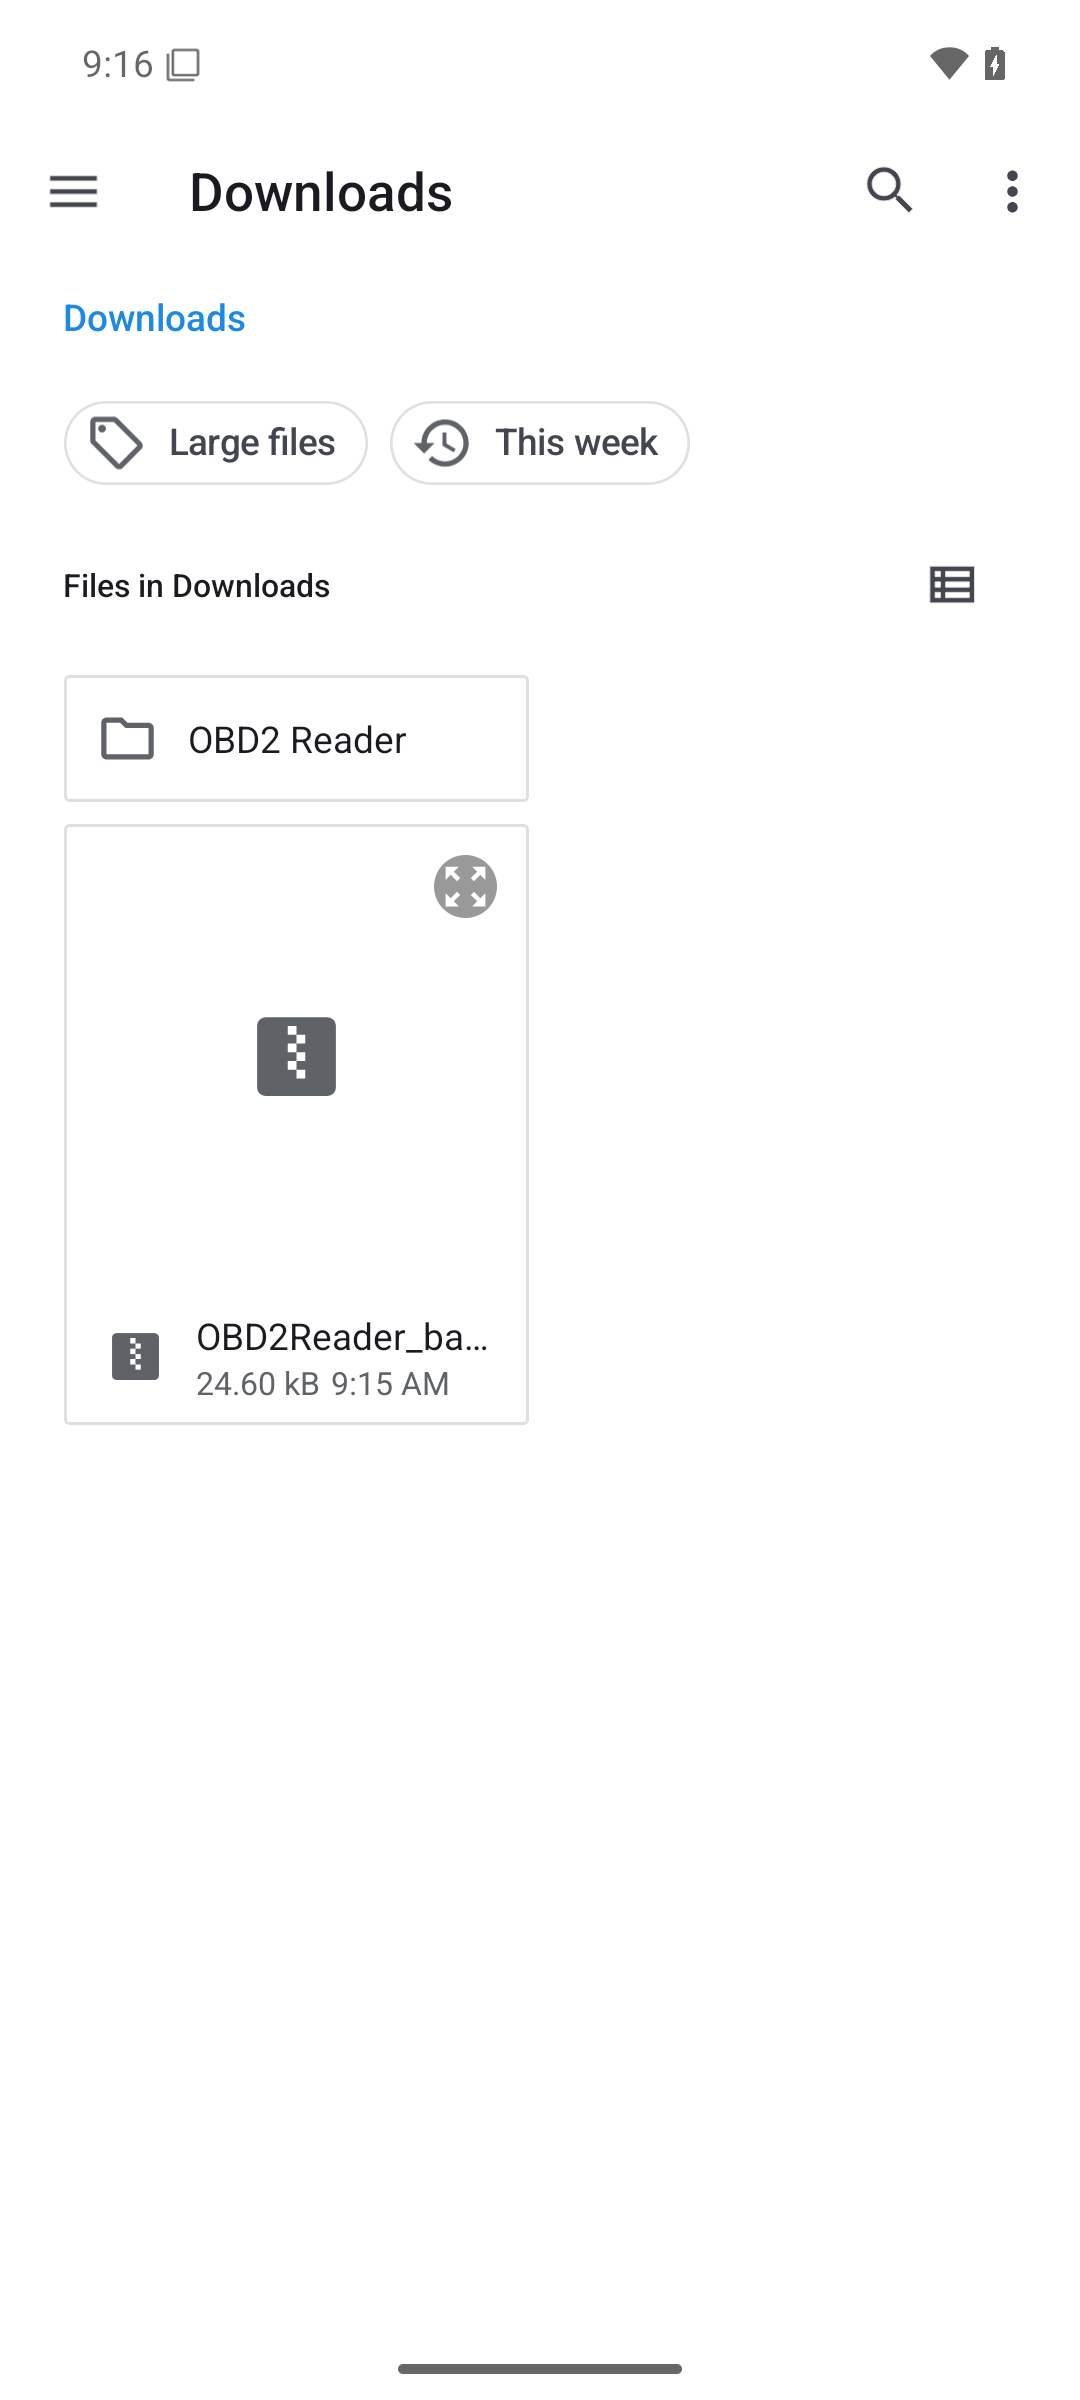 9:16
Downloads
Downloads
Large files
This week
Files in Downloads
OBD2 Reader
OBD2Reader_ba...
24.60 kB 9:15 AM